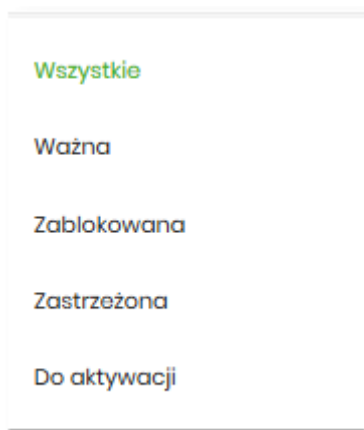 Wszystkie
Ważna
Zablokowana
Zastrzeżona
Do aktywacji